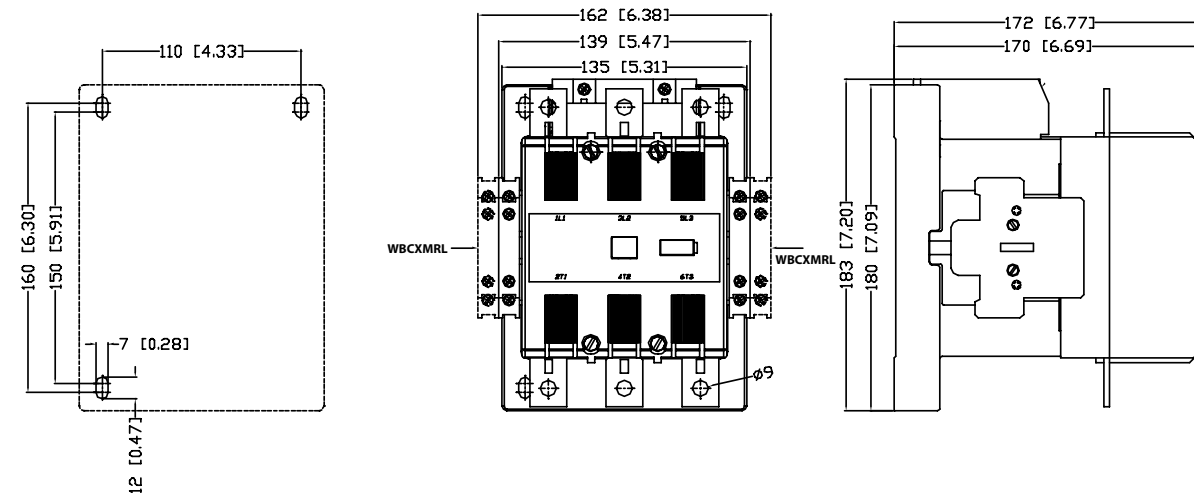 110 [4.33]
160 [6.30]
150 [5.91]
7 [0.28]
12 [0.47]
162 [6.38]
139 [5.47]
135 [5.31]
1L1 3L2 5L3
WBCXMRL
WBCXMRL
2T1 4T2 6T3
ø9
172 [6.77]
170 [6.69]
183 [7.20]
180 [7.09]